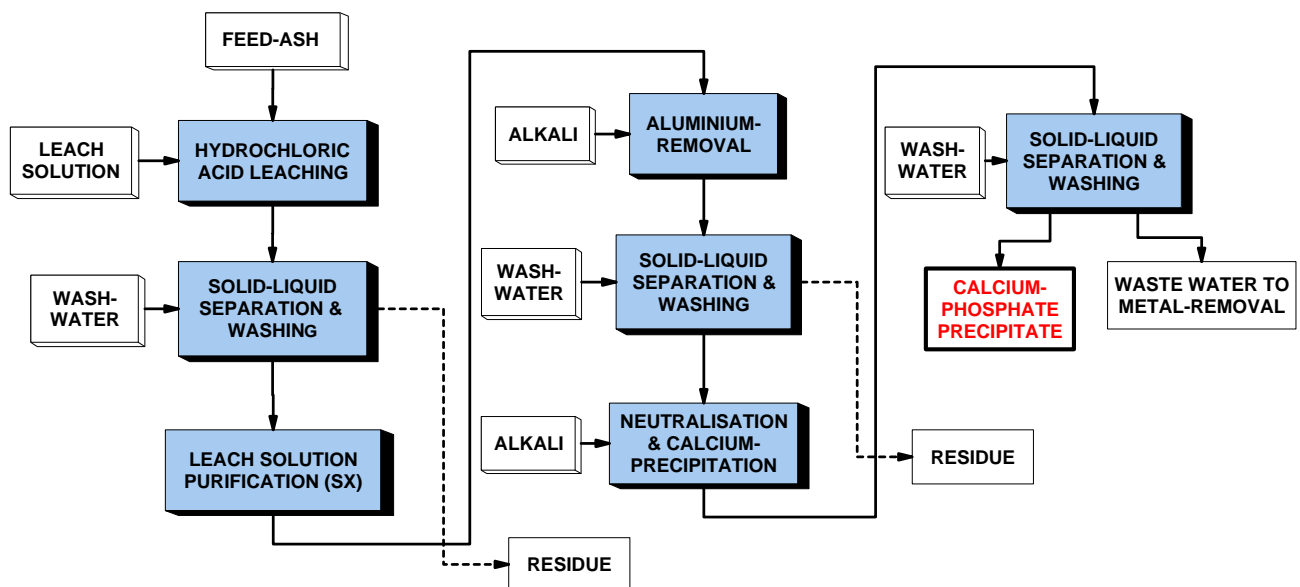 FEED-ASH
LEACH
SOLUTION
HYDROCHLORIC
ACID LEACHING
WASH-
WATER
SOLID-LIQUID
SEPARATION &
WASHING
LEACH SOLUTION
PURIFICATION (SX)
RESIDUE
ALKALI
ALUMINIUM-
REMOVAL
WASH-
WATER
SOLID-LIQUID
SEPARATION &
WASHING
ALKALI
NEUTRALISATION
& CALCIUM-
PRECIPITATION
RESIDUE
WASH-
WATER
SOLID-LIQUID
SEPARATION &
WASHING
CALCIUM-
PHOSPHATE
PRECIPITATE
WASTE WATER TO
METAL-REMOVAL